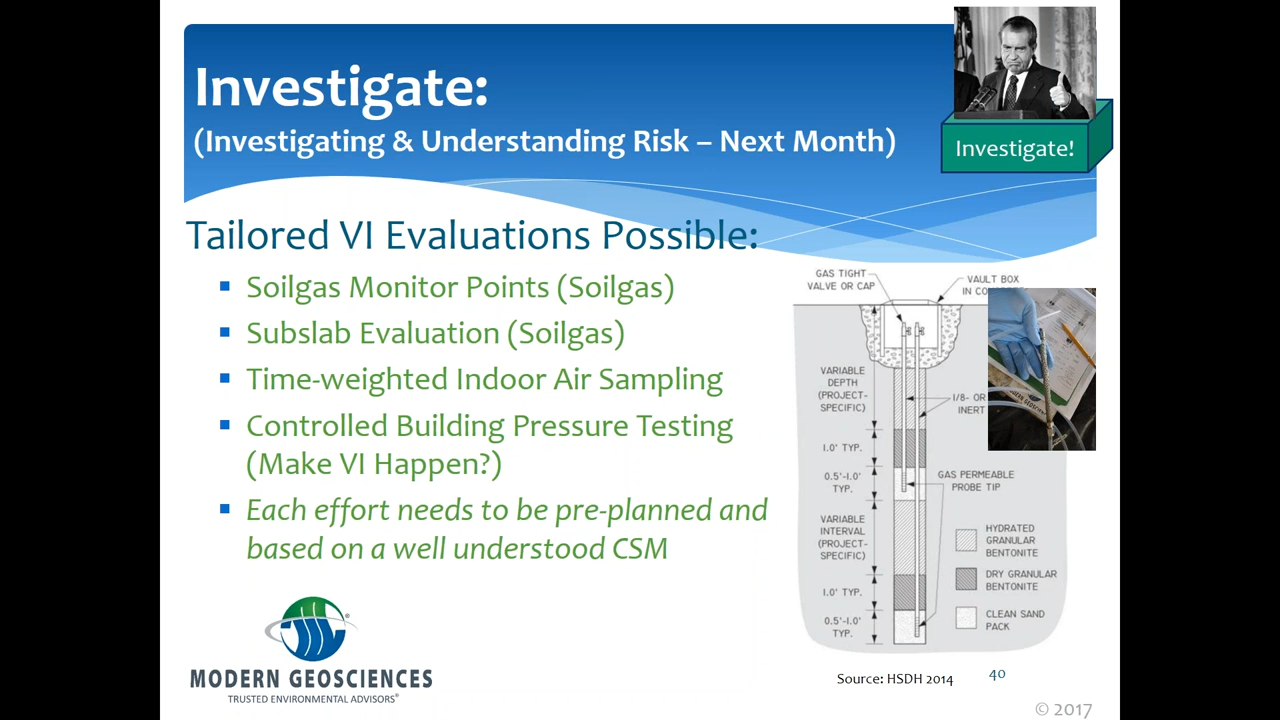 Investigate:
(Investigating & Understanding Risk – Next Month)
Investigate!
Tailored VI Evaluations Possible:
Soilgas Monitor Points (Soilgas)
Subslab Evaluation (Soilgas)
Time-weighted Indoor Air Sampling
Controlled Building Pressure Testing
(Make VI Happen?)
Each effort needs to be pre-planned and
based on a well understood CSM
GAS TIGHT
VALVE OR CAP
VAULT BOX
IN
VARIABLE
DEPTH
(PROJECT-
SPECIFIC)
1/8- OR
INERT
1.0' TYP.
0.5'-1.0'
TYP.
GAS PERMEABLE
PROBE TIP
VARIABLE
INTERVAL
(PROJECT-
SPECIFIC)
HYDRATED
GRANULAR
BENTONITE
DRY GRANULAR
BENTONITE
1.0' TYP.
0.5'-1.0'
TYP.
CLEAN SAND
PACK
MODERN GEOSCIENCES
TRUSTED ENVIRONMENTAL ADVISORS®
Source: HSDH 2014
40
© 2017